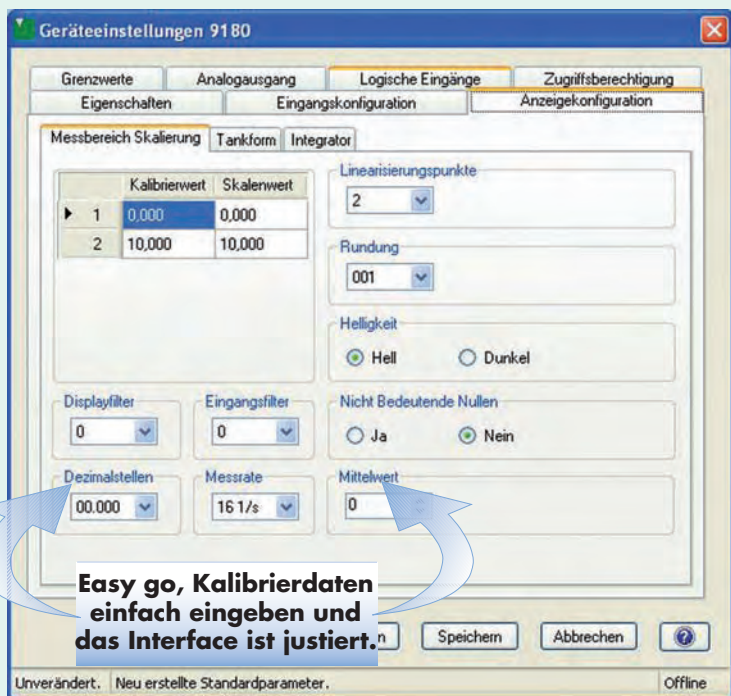 Geräteeinstellungen 9180
Grenzwerte Analogausgang Logische Eingänge Zugriffsberechtigung
Eigenschaften Eingangskonfiguration Anzeigekonfiguration
Messbereich Skalierung Tankform Integrator
Kalibrierwert Skalenwert
1 0,000 0,000
2 10,000 10,000
Linearisierungspunkte
2
Rundung
001
Helligkeit
Hell Dunkel
Displayfilter Eingangsfilter Nicht Bedeutende Nullen
0 0 Ja Nein
Dezimalstellen Messrate Mittelwert
00.000 16 1/s 0
Easy go, Kalibrierdaten
einfach eingeben und
das Interface ist justiert.
Speichern Abbrechen
Unverändert. Neu erstellte Standardparameter. Offline